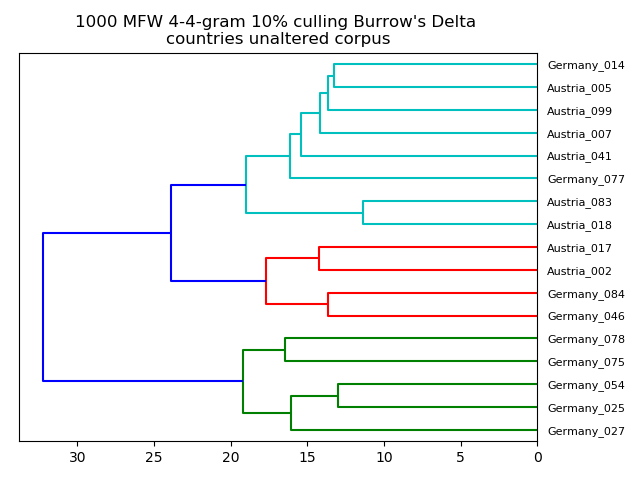 1000 MFW 4-4-gram 10% culling Burrow's Delta
countries unaltered corpus
Germany_014
Austria_005
Austria_099
Austria_007
Austria_041
Germany_077
Austria_083
Austria_018
Austria_017
Austria_002
Germany_084
Germany_046
Germany_078
Germany_075
Germany_054
Germany_025
Germany_027
30 25 20 15 10 5 0